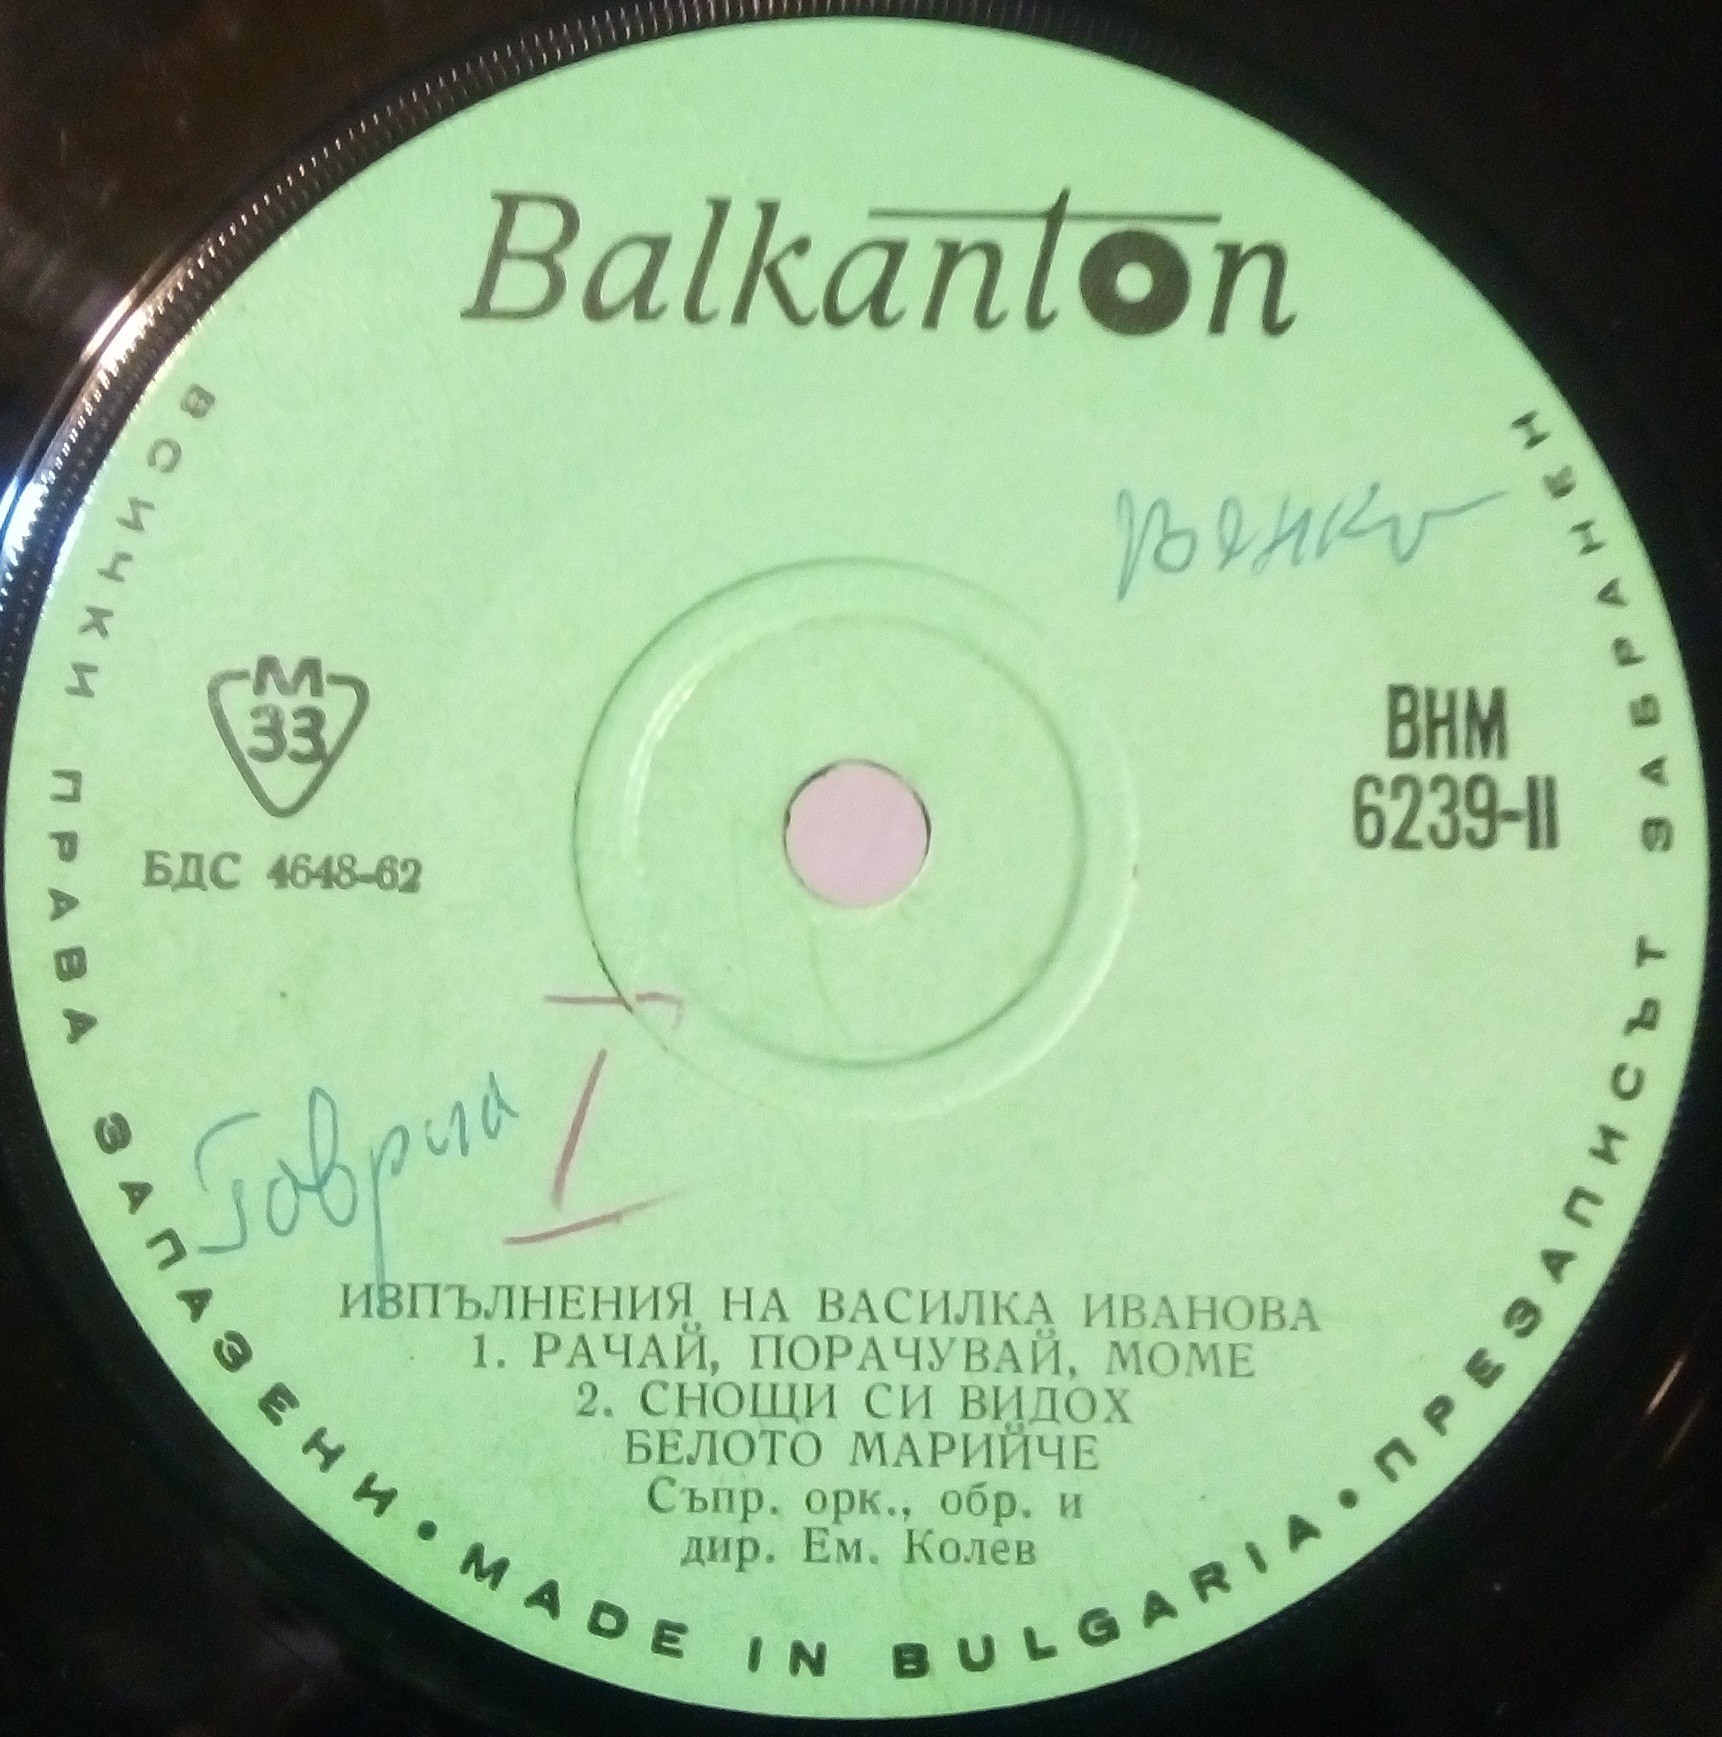 Balkanton
ВСИЧКИ ПРАВА ЗАПАЗЕНИ • MADE IN BULGARIA • ПРЕЗАПИСЪТ ЗАБРАНЕН
М
33
БДС 4648-62
ВНМ
6239-II
I
ИЗПЪЛНЕНИЯ НА ВАСИЛКА ИВАНОВА
1. РАЧАЙ, ПОРАЧУВАЙ, МОМЕ
2. СНОЩИ СИ ВИДОХ
БЕЛОТО МАРИЙЧЕ
Съпр. орк., обр. и
дир. Ем. Колев